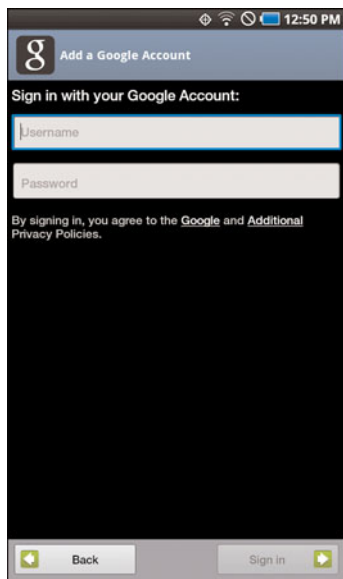 12:50 PM
g
Add a Google Account
Sign in with your Google Account:
Username
Password
By signing in, you agree to the Google and Additional
Privacy Policies.
Back
Sign in